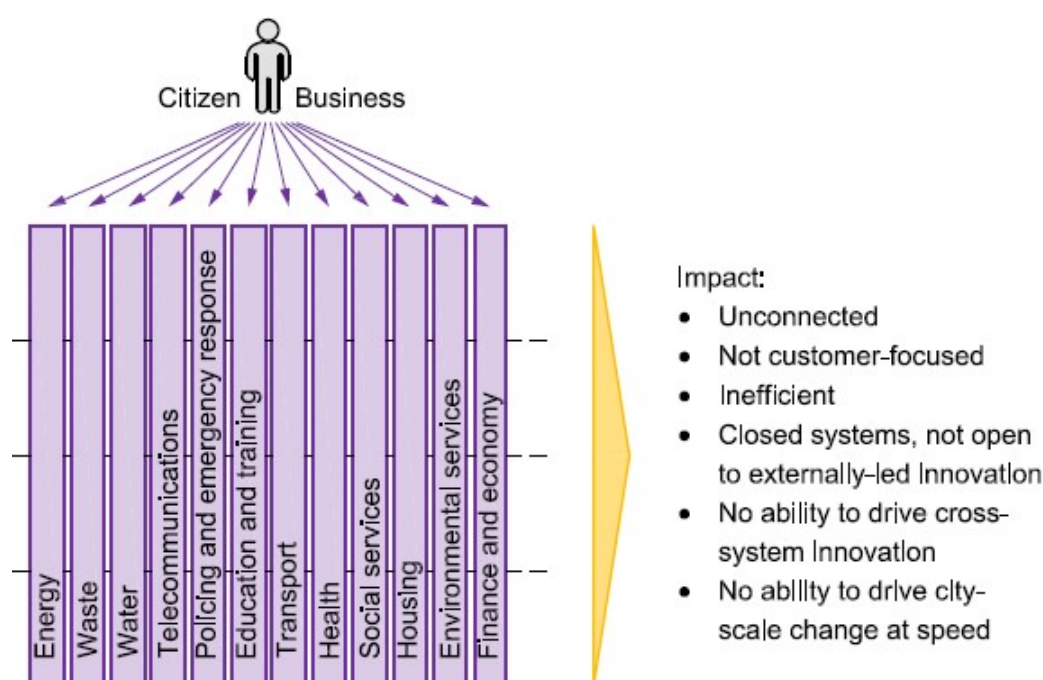 Citizen Business
Energy
Waste
Water
Telecommunications
Policing and emergency response
Education and training
Transport
Health
Social services
Housing
Environmental services
Finance and economy
Impact:
• Unconnected
• Not customer-focused
• Inefficient
• Closed systems, not open
to externally-led Innovation
• No ability to drive cross-
system Innovation
• No ability to drive city-
scale change at speed